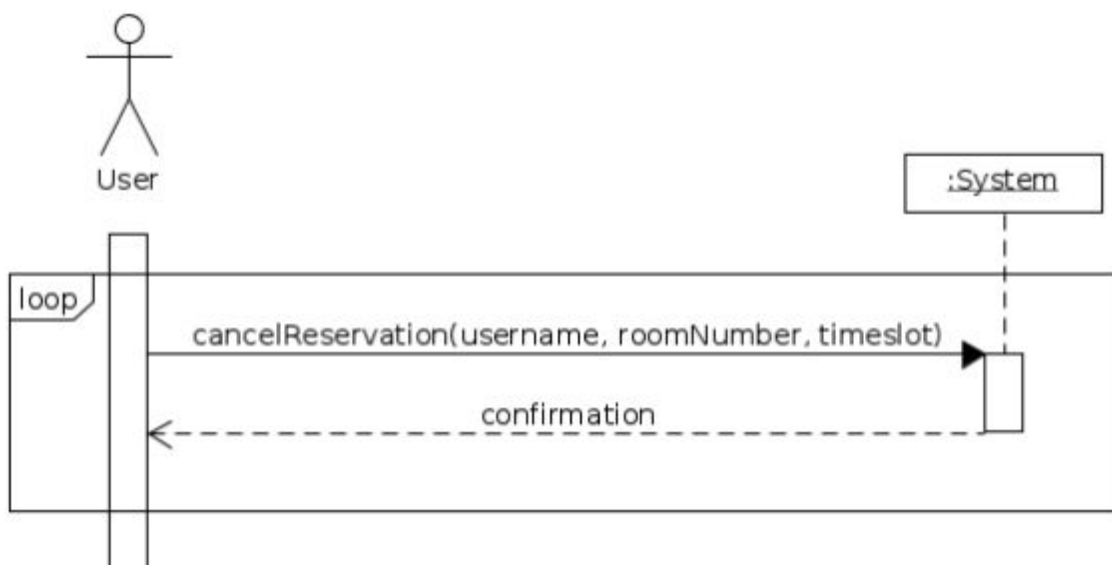 User
:System
loop
cancelReservation(username, roomNumber, timeslot)
confirmation